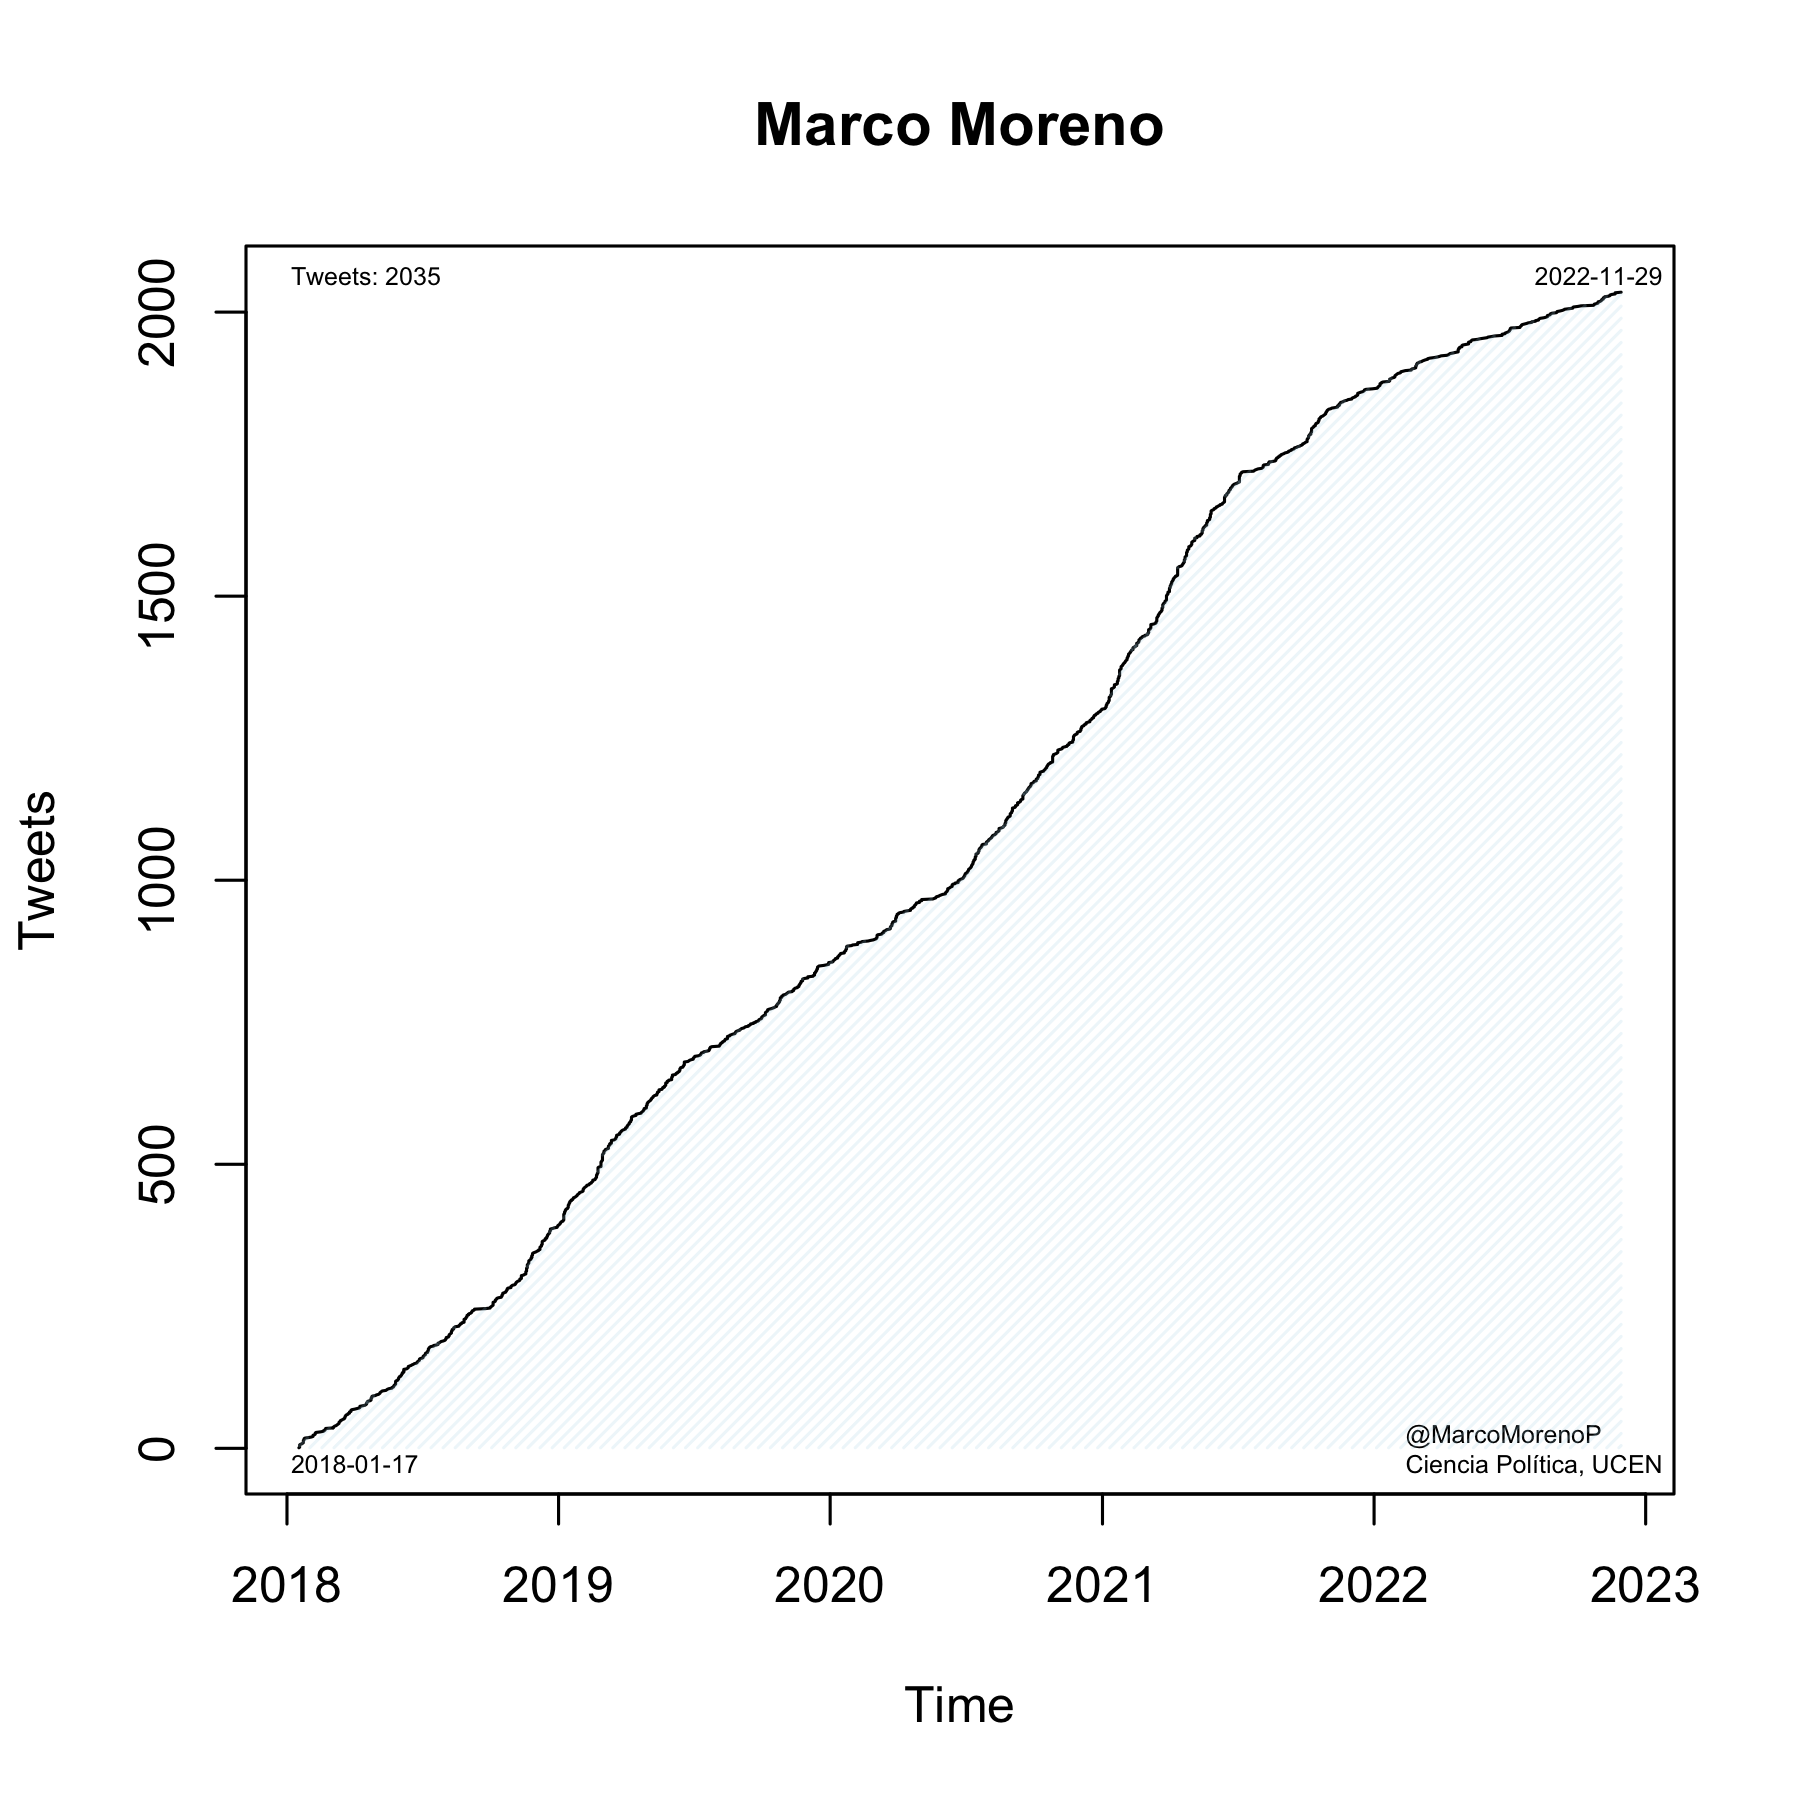 Marco Moreno
Tweets: 2035
2022-11-29
2000
1500
1000
500
0
Tweets
@MarcoMorenoP
Ciencia Política, UCEN
2018-01-17
2018
2019
2020
2021
2022
2023
Time